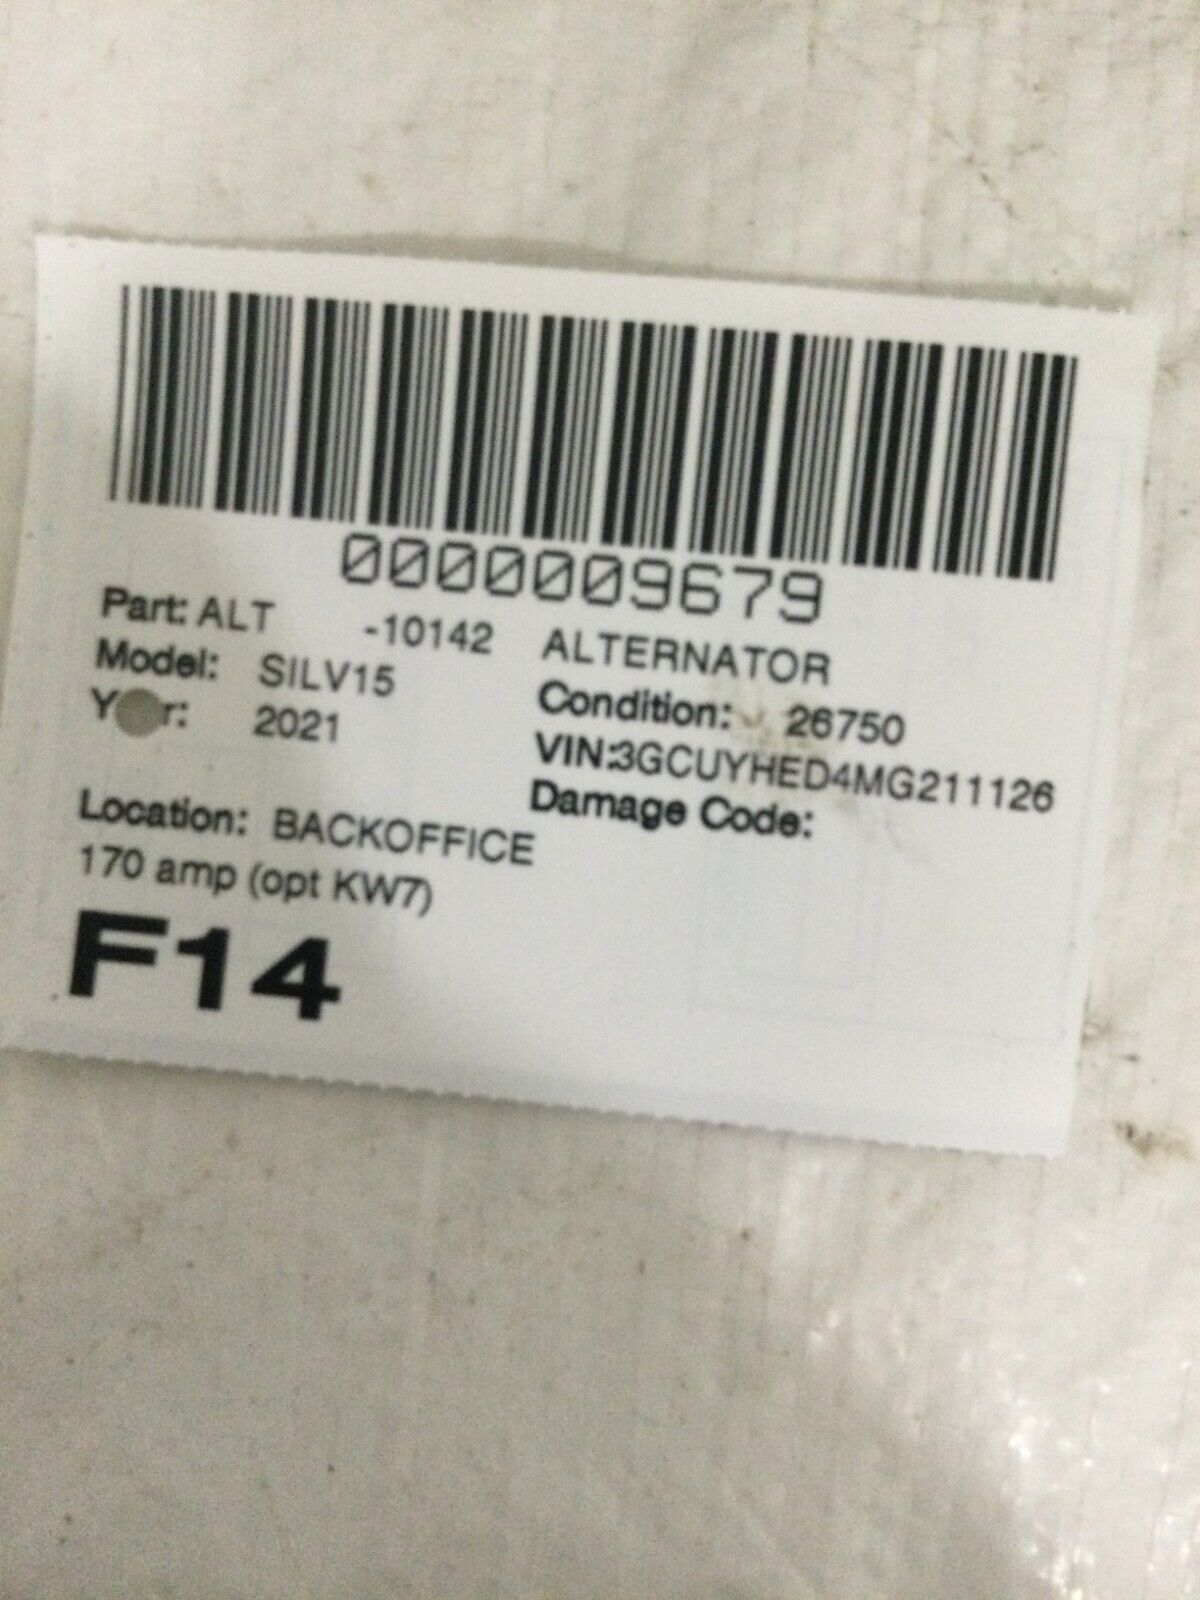 0000009679
Part: ALT -10142 ALTERNATOR
Model: SILV15 Condition: 26750
Year: 2021 VIN:3GCUYHED4MG211126
Damage Code:
Location: BACKOFFICE
170 amp (opt KW7)
F14